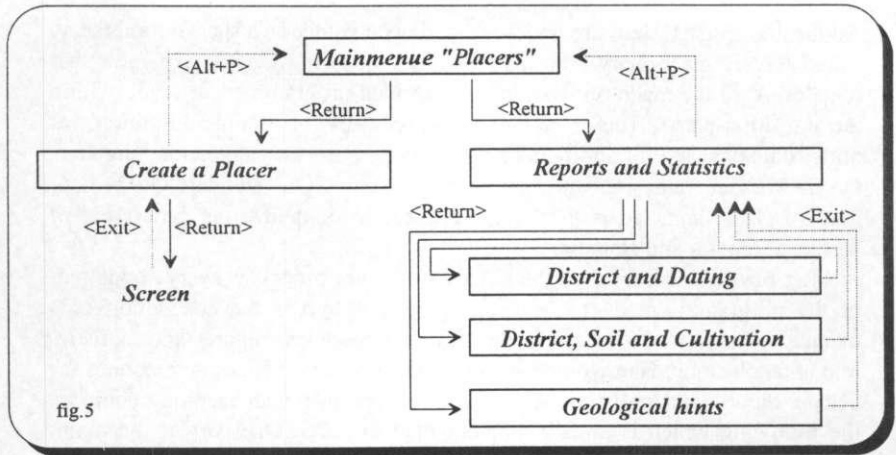 Mainmenue "Placers"
<Alt+P>
<Alt+P>
<Return>
<Return>
Create a Placer
Reports and Statistics
<Exit>
<Return>
<Return>
<Exit>
Screen
District and Dating
District, Soil and Cultivation
Geological hints
fig.5